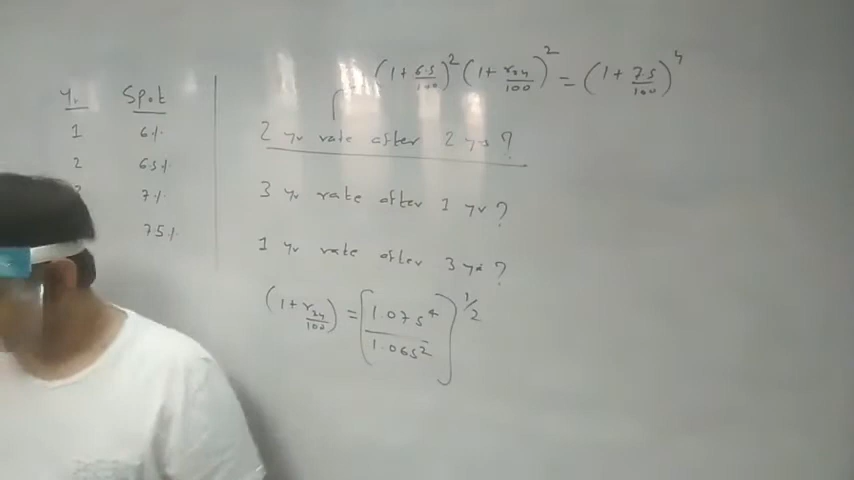 (1 + 6.5/100)^2 (1 + r24/100)^2 = (1 + 7.5/100)^4
Y. Spot
1 6%
2 6.5%
7%
7.5%
2 yr rate after 2 yrs?
3 yr rate after 1 yr?
1 yr rate after 3 yrs?
(1 + r24/100) = [1.075^4 / 1.065^2]^1/2